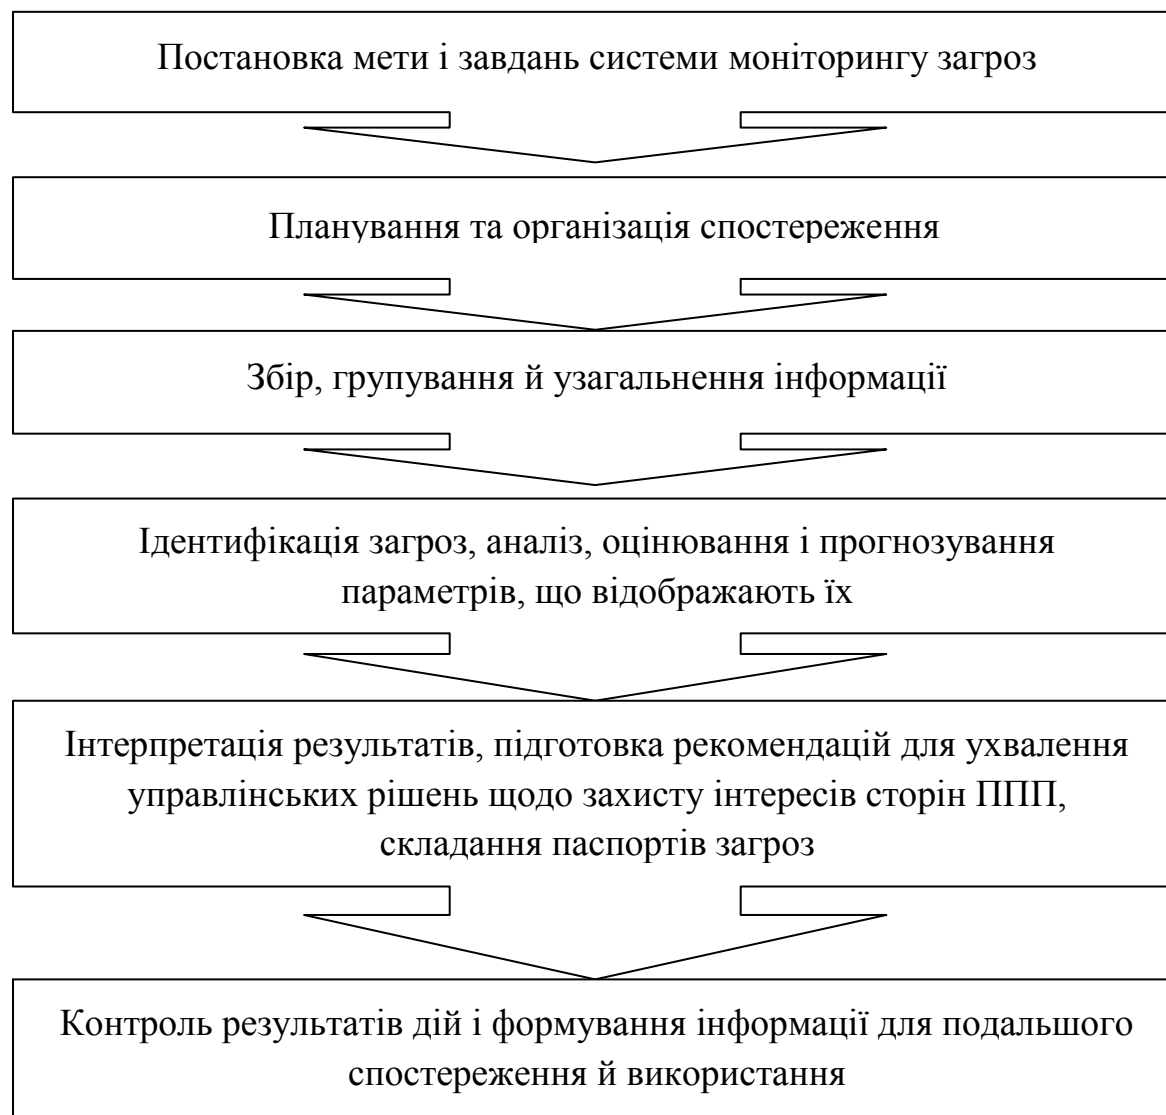 Постановка мети і завдань системи моніторингу загроз
Планування та організація спостереження
Збір, групування й узагальнення інформації
Ідентифікація загроз, аналіз, оцінювання і прогнозування
параметрів, що відображають їх
Інтерпретація результатів, підготовка рекомендацій для ухвалення
управлінських рішень щодо захисту інтересів сторін ППП,
складання паспортів загроз
Контроль результатів дій і формування інформації для подальшого
спостереження й використання